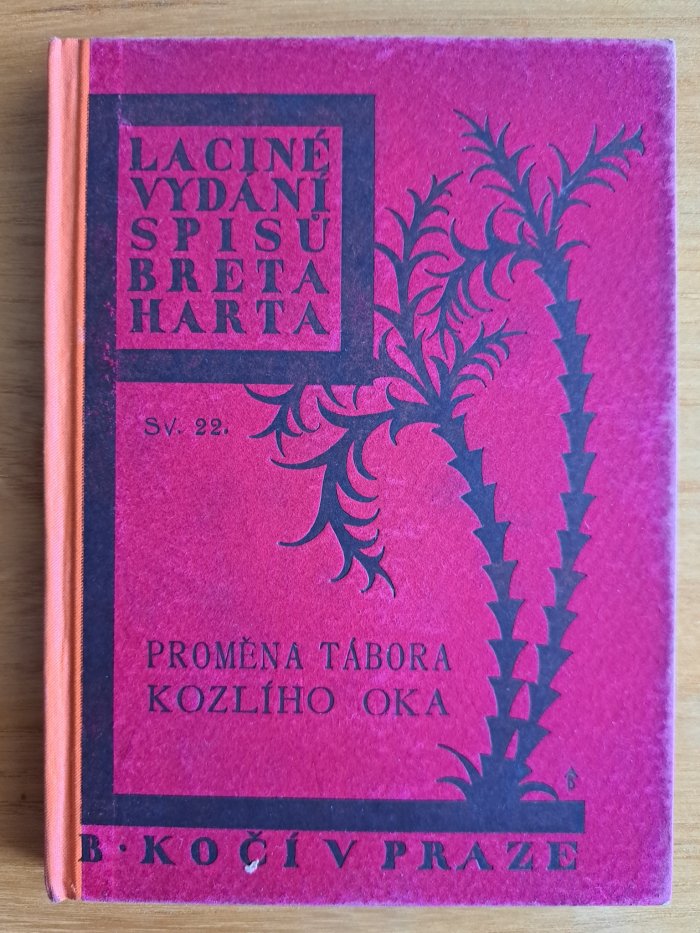 LACINÉ
VYDÁNÍ
SPISŮ
BRETA
HARTA
SV. 22.
PROMĚNA TÁBORA
KOZLÍHO OKA
B · KOČÍ V PRAZE